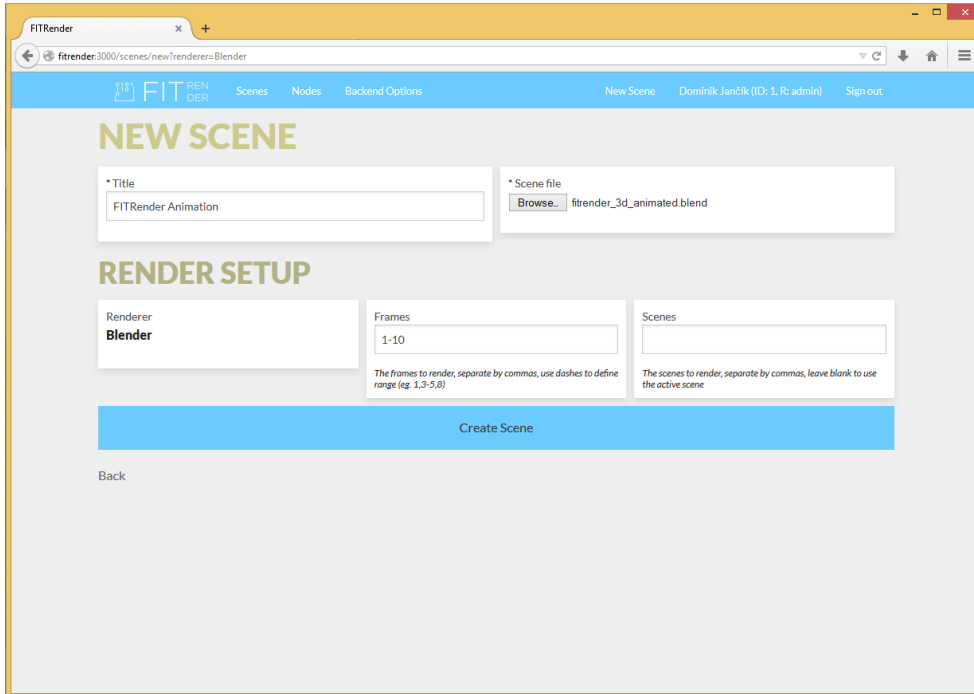 FITRender
fitrender:3000/scenes/new?renderer=Blender
FIT REN DER
Scenes
Nodes
Backend Options
New Scene
Dominik Jančík (ID: 1, R: admin)
Sign out
NEW SCENE
* Title
FITRender Animation
* Scene file
Browse_ fitrender_3d_animated.blend
RENDER SETUP
Renderer
Blender
Frames
1-10
The frames to render, separate by commas, use dashes to define
range (eg. 1,3-5,8)
Scenes
The scenes to render, separate by commas, leave blank to use
the active scene
Create Scene
Back